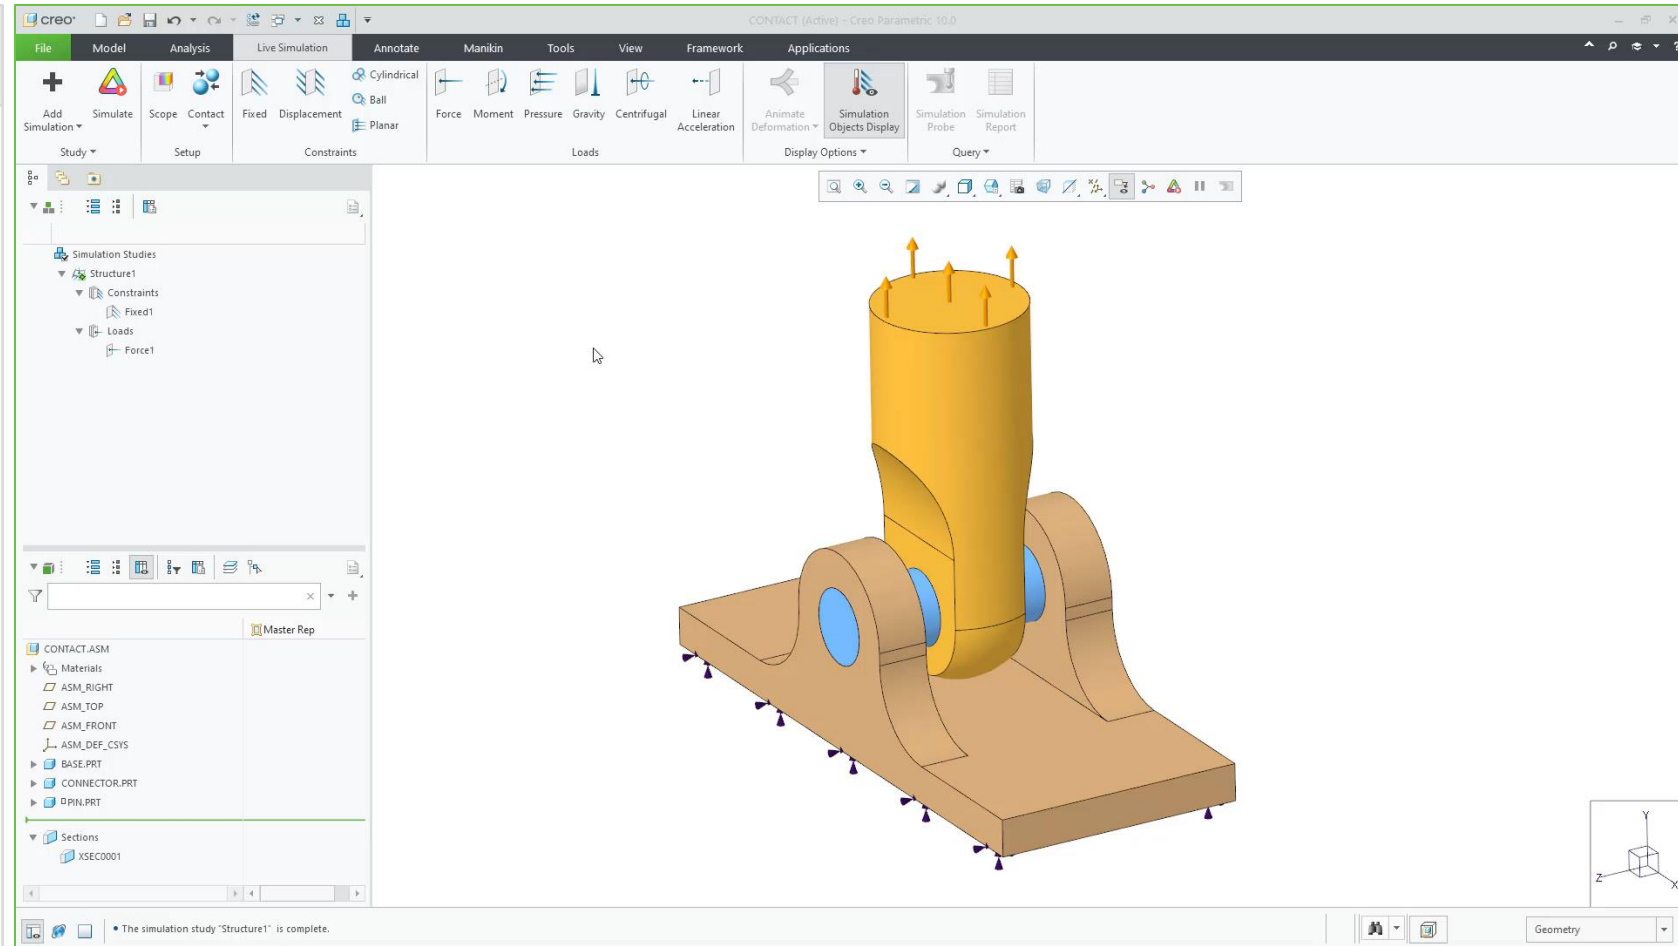 creo
CONTACT (Active) - Creo Parametric 10.0
File Model Analysis Live Simulation Annotate Manikin Tools View Framework Applications
Add Simulation
Simulate
Scope
Contact
Fixed
Displacement
Cylindrical
Ball
Planar
Force
Moment
Pressure
Gravity
Centrifugal
Linear Acceleration
Animate Deformation
Simulation Objects Display
Simulation Probe
Simulation Report
Study Setup Constraints Loads Display Options Query
Simulation Studies
Structure1
Constraints
Fixed1
Loads
Force1
Master Rep
CONTACT.ASM
Materials
ASM_RIGHT
ASM_TOP
ASM_FRONT
ASM_DEF_CSYS
BASE.PRT
CONNECTOR.PRT
PIN.PRT
Sections
XSEC0001
Y
Z
X
• The simulation study 'Structure1' is complete.
Geometry